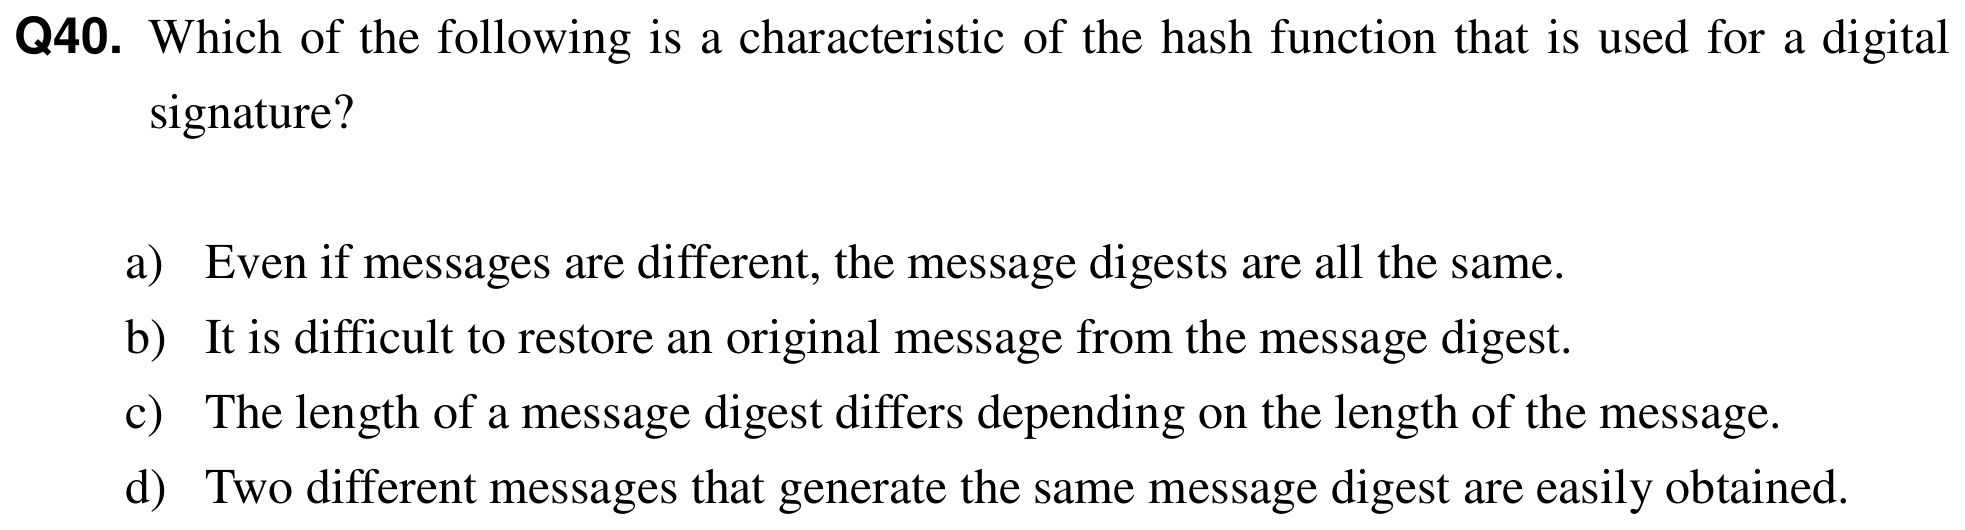 Q40. Which of the following is a characteristic of the hash function that is used for a digital
signature?
a) Even if messages are different, the message digests are all the same.
b) It is difficult to restore an original message from the message digest.
c) The length of a message digest differs depending on the length of the message.
d) Two different messages that generate the same message digest are easily obtained.